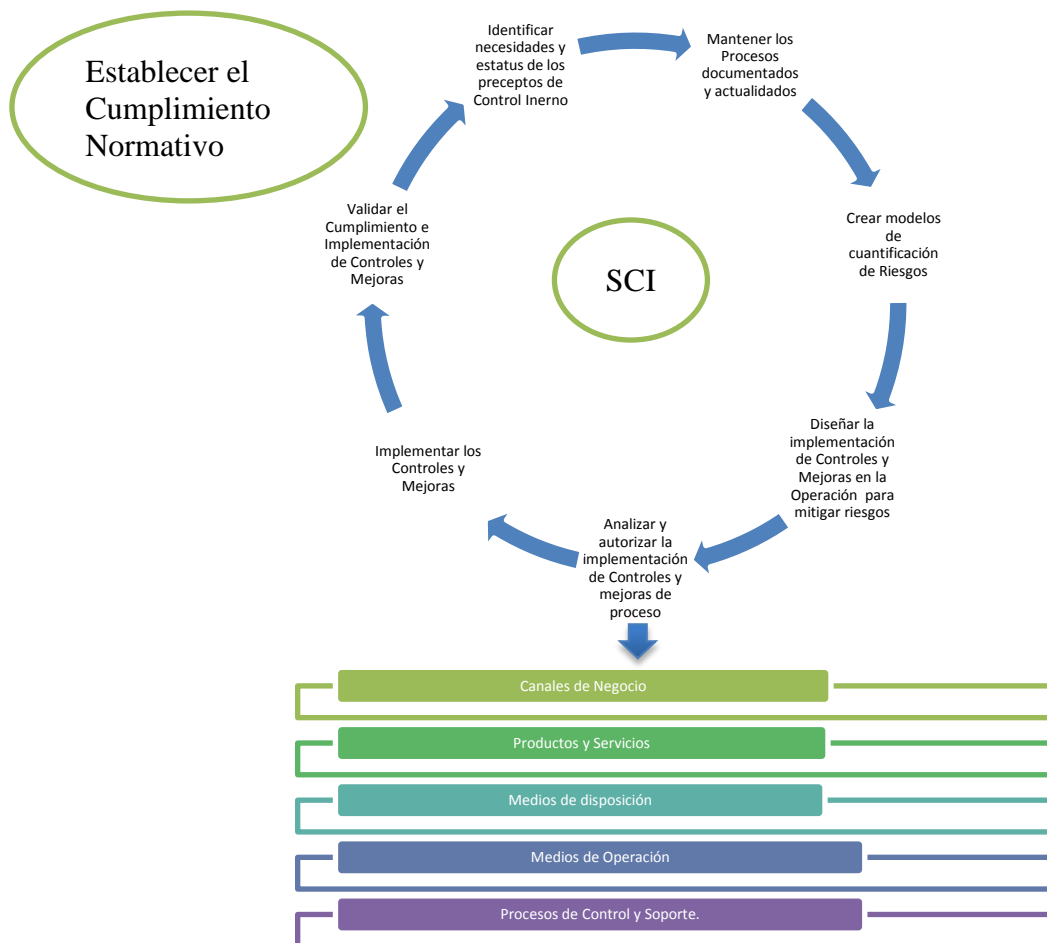 Establecer el
Cumplimiento
Normativo
Identificar
necesidades y
estatus de los
preceptos de
Control Inerno
Mantener los
Procesos
documentados
y actualidados
Crear modelos
de
cuantificación
de Riesgos
Diseñar la
implementación
de Controles y
Mejoras en la
Operación  para
mitigar riesgos
Analizar y
autorizar la
implementación
de Controles y
mejoras de
proceso
Implementar los
Controles y
Mejoras
Validar el
Cumplimiento e
Implementación
de Controles y
Mejoras
SCI
Canales de Negocio
Productos y Servicios
Medios de disposición
Medios de Operación
Procesos de Control y Soporte.